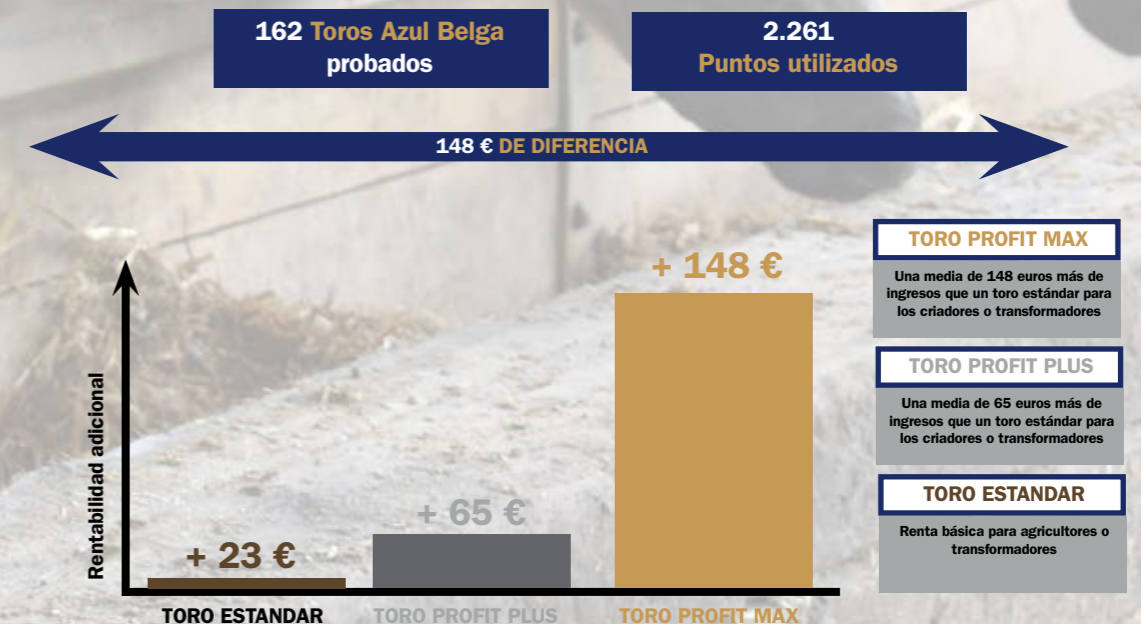 162 Toros Azul Belga
probados
2.261
Puntos utilizados
148 € DE DIFERENCIA
Rentabilidad adicional
+ 23 €
+ 65 €
+ 148 €
TORO ESTANDAR
TORO PROFIT PLUS
TORO PROFIT MAX
TORO PROFIT MAX
Una media de 148 euros más de
ingresos que un toro estándar para
los criadores o transformadores
TORO PROFIT PLUS
Una media de 65 euros más de
ingresos que un toro estándar para
los criadores o transformadores
TORO ESTANDAR
Renta básica para agricultores o
transformadores